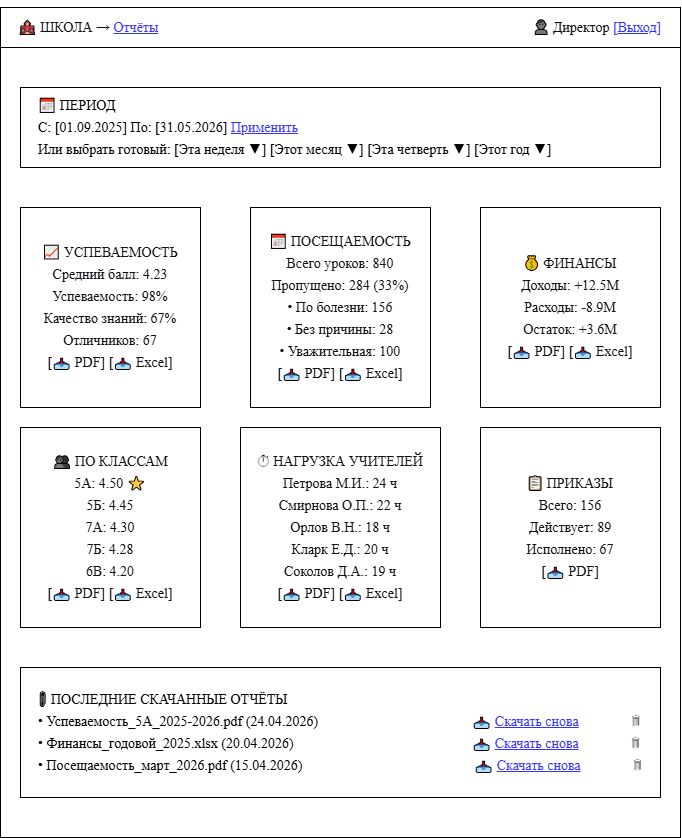 🏫 ШКОЛА → Отчёты 👤 Директор [Выход]
📅 ПЕРИОД
С: [01.09.2025] По: [31.05.2026] Применить
Или выбрать готовый: [Эта неделя ▼] [Этот месяц ▼] [Эта четверть ▼] [Этот год ▼]
📈 УСПЕВАЕМОСТЬ
Средний балл: 4.23
Успеваемость: 98%
Качество знаний: 67%
Отличников: 67
[📥 PDF] [📥 Excel]
📅 ПОСЕЩАЕМОСТЬ
Всего уроков: 840
Пропущено: 284 (33%)
• По болезни: 156
• Без причины: 28
• Уважительная: 100
[📥 PDF] [📥 Excel]
💰 ФИНАНСЫ
Доходы: +12.5М
Расходы: -8.9М
Остаток: +3.6М
[📥 PDF] [📥 Excel]
👥 ПО КЛАССАМ
5А: 4.50 ⭐
5Б: 4.45
7А: 4.30
7Б: 4.28
6В: 4.20
[📥 PDF] [📥 Excel]
⏱ НАГРУЗКА УЧИТЕЛЕЙ
Петрова М.И.: 24 ч
Смирнова О.П.: 22 ч
Орлов В.Н.: 18 ч
Кларк Е.Д.: 20 ч
Соколов Д.А.: 19 ч
[📥 PDF] [📥 Excel]
📋 ПРИКАЗЫ
Всего: 156
Действует: 89
Исполнено: 67
[📥 PDF]
📎 ПОСЛЕДНИЕ СКАЧАННЫЕ ОТЧЁТЫ
• Успеваемость_5А_2025-2026.pdf (24.04.2026) 📥 Скачать снова 🗑
• Финансы_годовой_2025.xlsx (20.04.2026) 📥 Скачать снова 🗑
• Посещаемость_март_2026.pdf (15.04.2026) 📥 Скачать снова 🗑